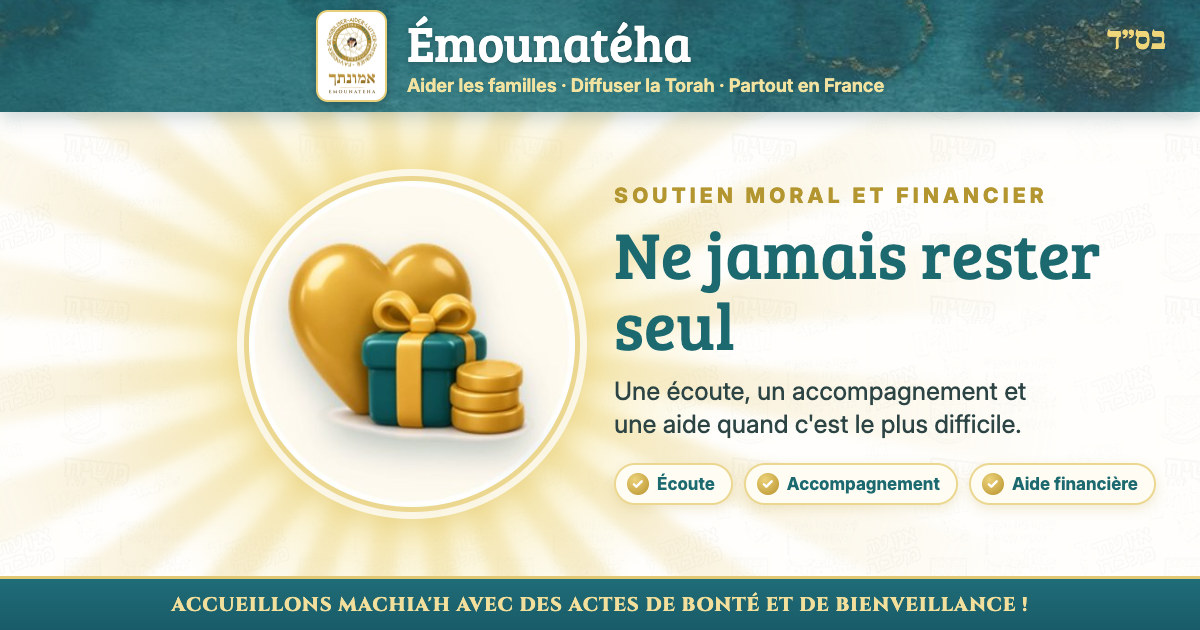 Émounatéha
Aider les familles · Diffuser la Torah · Partout en France
בס״ד
אמונתך
EMOUNATEHA
SOUTIEN MORAL ET FINANCIER
Ne jamais rester
seul
Une écoute, un accompagnement et
une aide quand c'est le plus difficile.
Écoute
Accompagnement
Aide financière
ACCUEILLONS MACHIA'H AVEC DES ACTES DE BONTÉ ET DE BIENVEILLANCE !